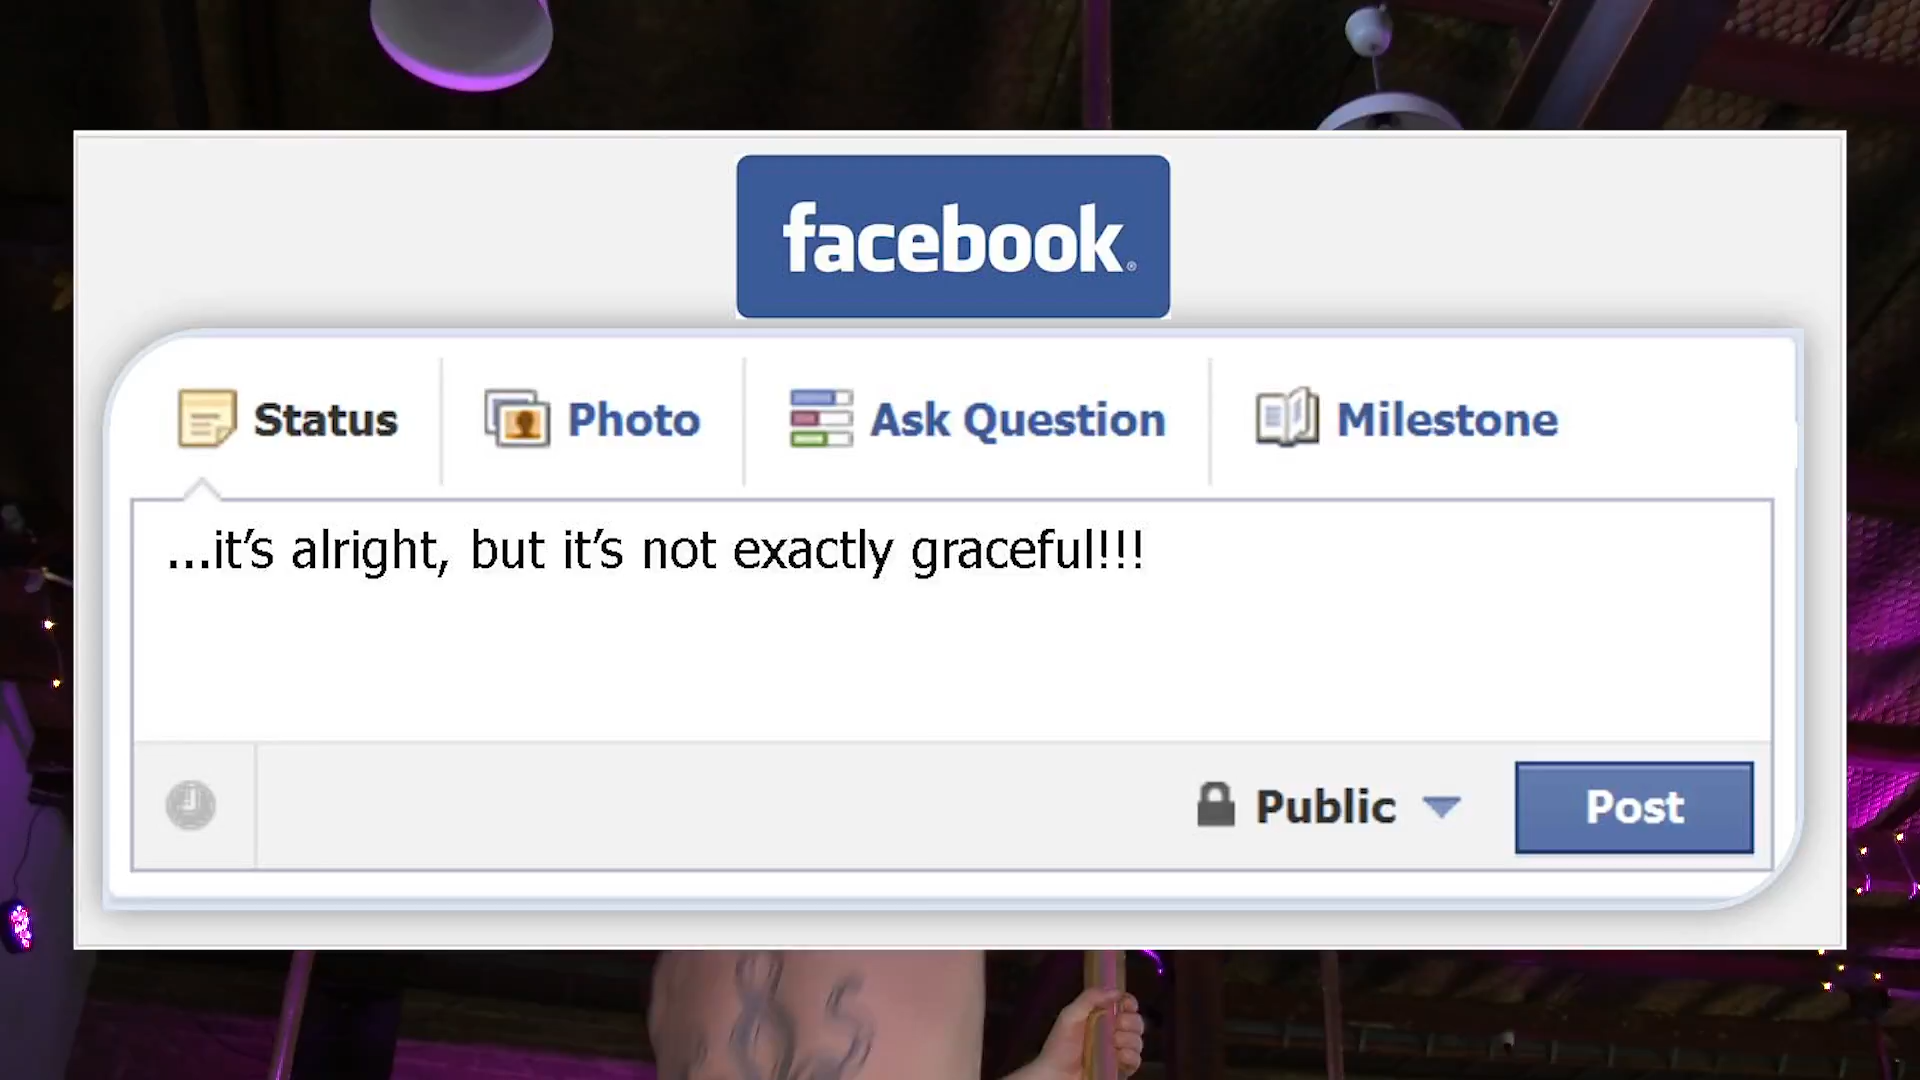 facebook®
Status Photo Ask Question Milestone
...it’s alright, but it’s not exactly graceful!!!
Public Post